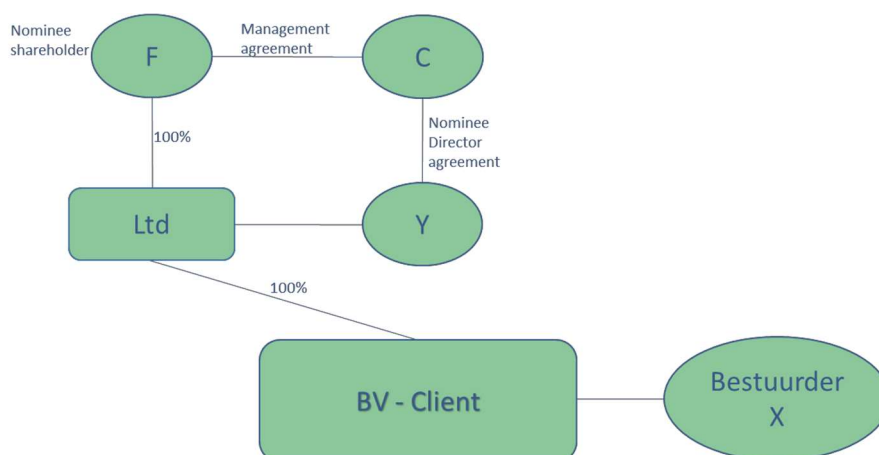 Nominee
shareholder
F
Management
agreement
C
100%
Nominee
Director
agreement
Ltd
Y
100%
BV - Client
Bestuurder
X